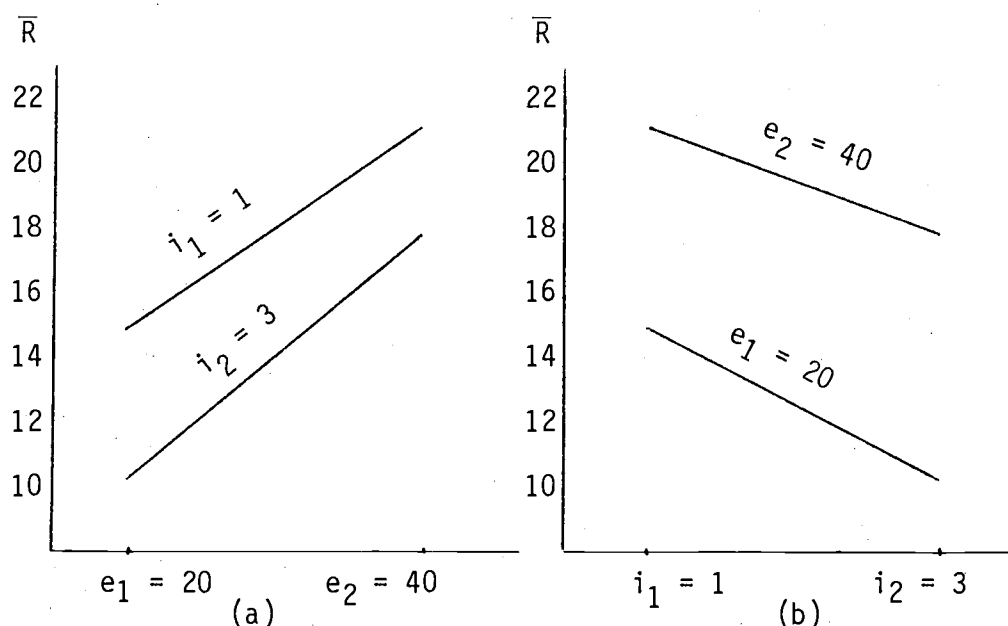 R̅
22
20
18
16
14
12
10
i₁ = 1
i₂ = 3
e₁ = 20 e₂ = 40
(a)
R̅
22
20
18
16
14
12
10
e₂ = 40
e₁ = 20
i₁ = 1 i₂ = 3
(b)